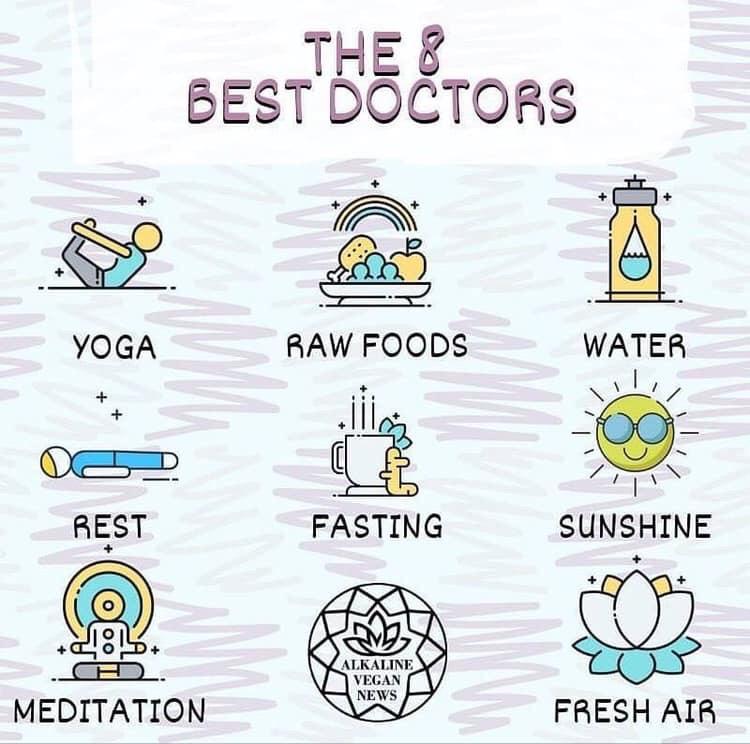 THE 8
BEST DOCTORS
YOGA
RAW FOODS
WATER
REST
FASTING
SUNSHINE
MEDITATION
ALKALINE
VEGAN
NEWS
FRESH AIR